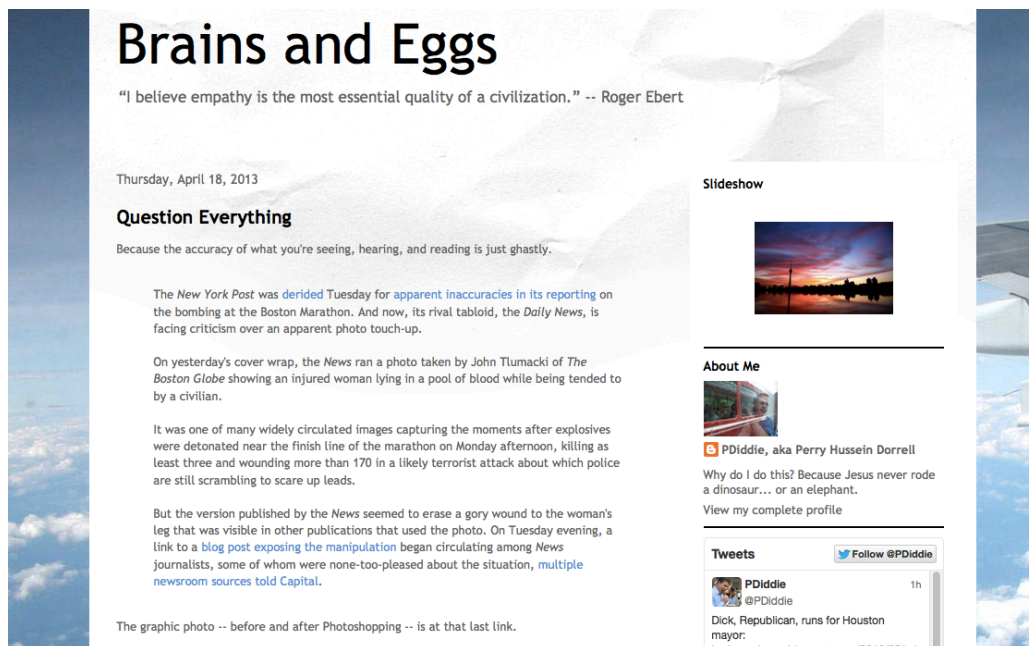 Brains and Eggs
“I believe empathy is the most essential quality of a civilization.” -- Roger Ebert
Thursday, April 18, 2013
Question Everything
Because the accuracy of what you're seeing, hearing, and reading is just ghastly.
The New York Post was derided Tuesday for apparent inaccuracies in its reporting on
the bombing at the Boston Marathon. And now, its rival tabloid, the Daily News, is
facing criticism over an apparent photo touch-up.
On yesterday's cover wrap, the News ran a photo taken by John Tlumacki of The
Boston Globe showing an injured woman lying in a pool of blood while being tended to
by a civilian.
It was one of many widely circulated images capturing the moments after explosives
were detonated near the finish line of the marathon on Monday afternoon, killing as
least three and wounding more than 170 in a likely terrorist attack about which police
are still scrambling to scare up leads.
But the version published by the News seemed to erase a gory wound to the woman's
leg that was visible in other publications that used the photo. On Tuesday evening, a
link to a blog post exposing the manipulation began circulating among News
journalists, some of whom were none-too-pleased about the situation, multiple
newsroom sources told Capital.
The graphic photo -- before and after Photoshopping -- is at that last link.
Slideshow
About Me
PDiddie, aka Perry Hussein Dorrell
Why do I do this? Because Jesus never rode
a dinosaur... or an elephant.
View my complete profile
Tweets
Follow @PDiddie
PDiddie
1h
@PDiddie
Dick, Republican, runs for Houston
mayor: